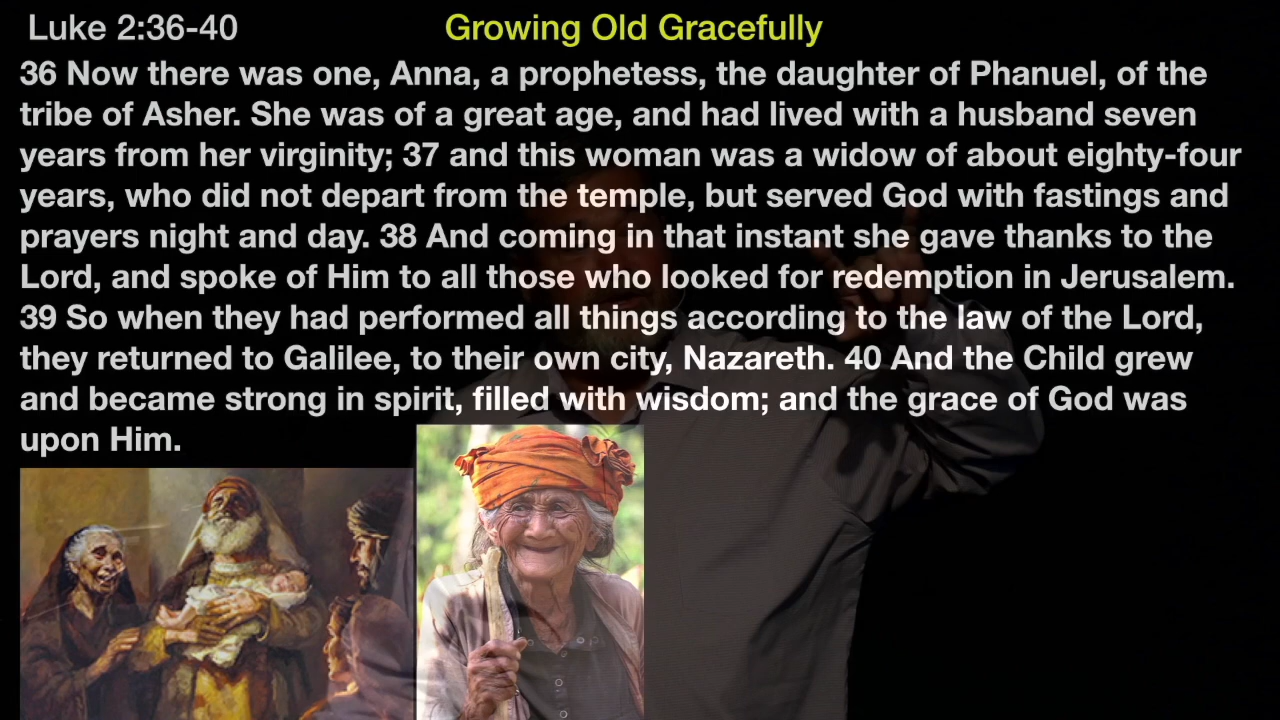 Luke 2:36-40
Growing Old Gracefully
36 Now there was one, Anna, a prophetess, the daughter of Phanuel, of the
tribe of Asher. She was of a great age, and had lived with a husband seven
years from her virginity; 37 and this woman was a widow of about eighty-four
years, who did not depart from the temple, but served God with fastings and
prayers night and day. 38 And coming in that instant she gave thanks to the
Lord, and spoke of Him to all those who looked for redemption in Jerusalem.
39 So when they had performed all things according to the law of the Lord,
they returned to Galilee, to their own city, Nazareth. 40 And the Child grew
and became strong in spirit, filled with wisdom; and the grace of God was
upon Him.